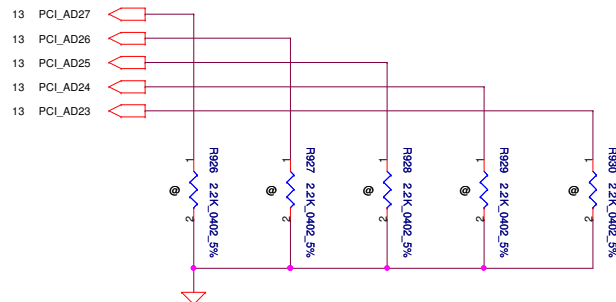 13 PCI_AD27
13 PCI_AD26
13 PCI_AD25
13 PCI_AD24
13 PCI_AD23
1
R926 2.2K_0402_5%
@
2
1
R927 2.2K_0402_5%
@
2
1
R928 2.2K_0402_5%
@
2
1
R929 2.2K_0402_5%
@
2
1
R930 2.2K_0402_5%
@
2